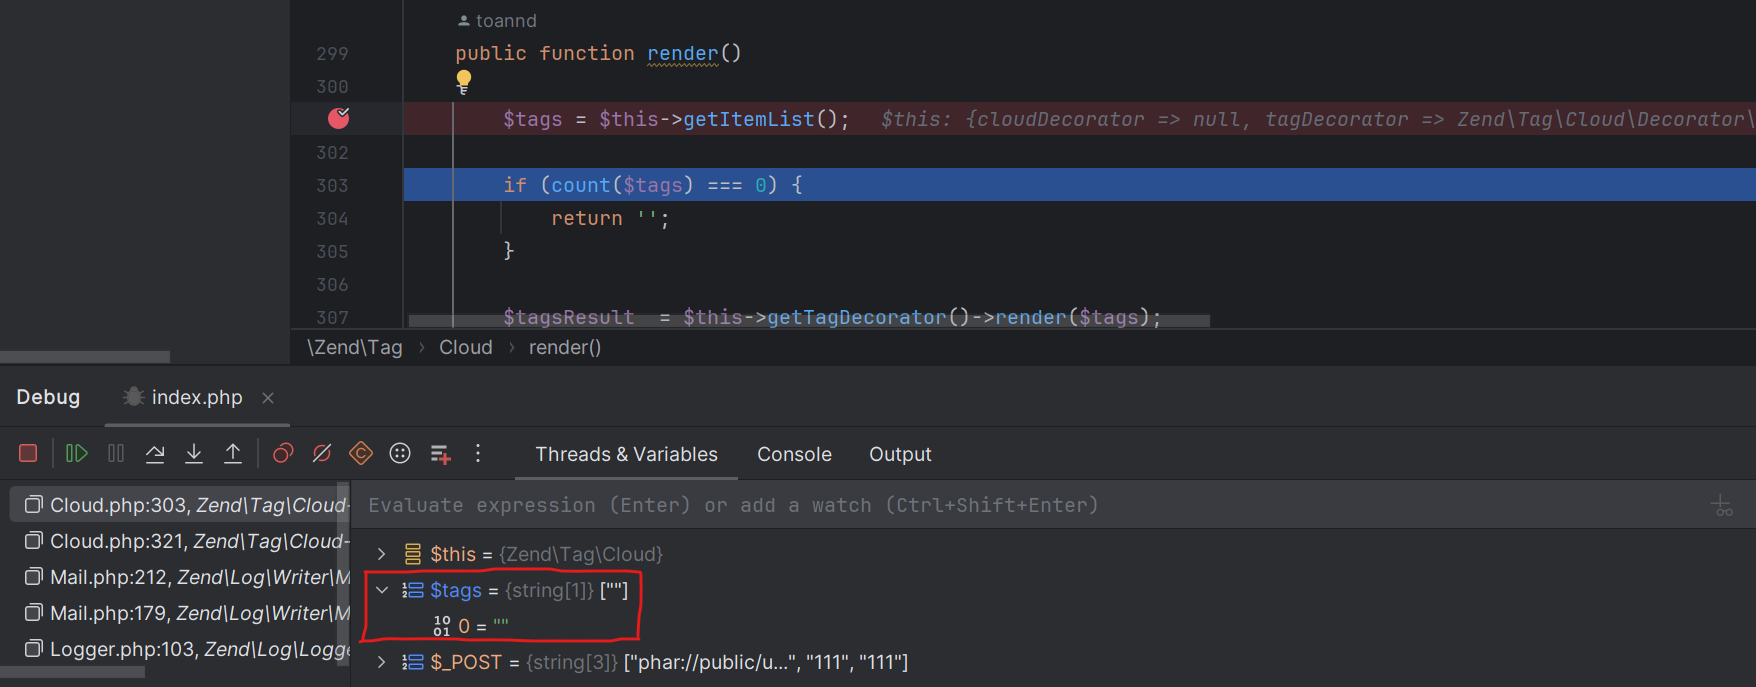 toannd
299 public function render()
300 {
$tags = $this->getItemList(); $this: {cloudDecorator => null, tagDecorator => Zend\Tag\Cloud\Decorator\
302
303 if (count($tags) === 0) {
304 return '';
305 }
306
307 $tagsResult = $this->getTagDecorator()->render($tags);
\Zend\Tag › Cloud › render()
Debug index.php ×
Threads & Variables Console Output
Evaluate expression (Enter) or add a watch (Ctrl+Shift+Enter)
Cloud.php:303, Zend\Tag\Cloud-
Cloud.php:321, Zend\Tag\Cloud-
Mail.php:212, Zend\Log\Writer\M
Mail.php:179, Zend\Log\Writer\M
Logger.php:103, Zend\Log\Logge
$this = {Zend\Tag\Cloud}
$tags = {string[1]} [""]
0 = ""
$_POST = {string[3]} ["phar://public/u...", "111", "111"]